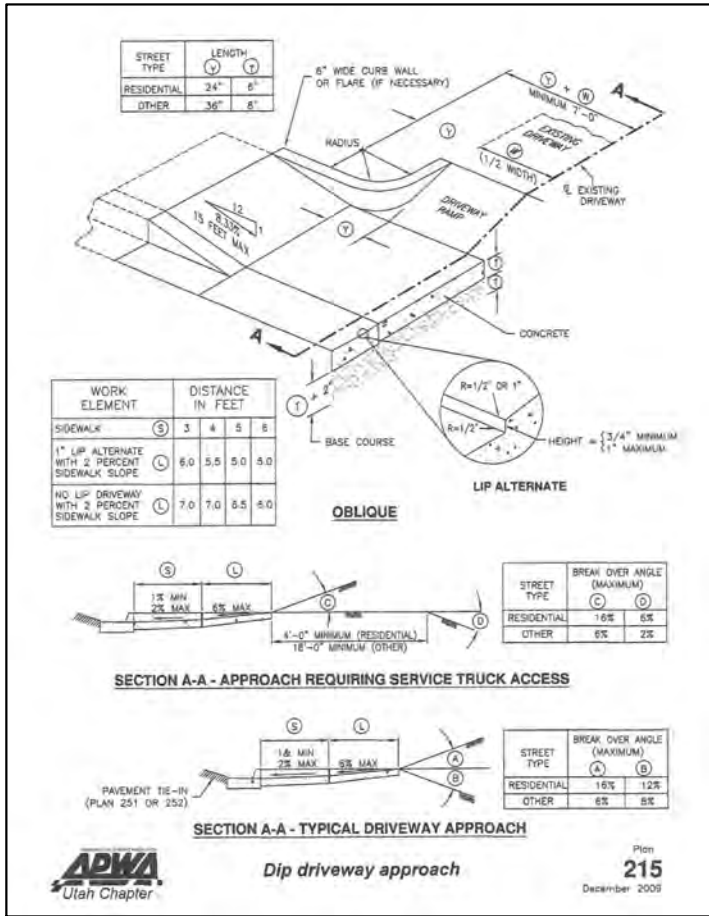 STREET TYPE
LENGTH
Y T
RESIDENTIAL 24" 6"
OTHER 36" 8"
6" WIDE CURB WALL
OR FLARE (IF NECESSARY)
RADIUS
Y + W
MINIMUM 7'-0"
A
Y
EXISTING
DRIVEWAY
W
(1/2 WIDTH)
℄ EXISTING
DRIVEWAY
DRIVEWAY
RAMP
12
1
8.33%
15 FEET MAX
Y
T
T
CONCRETE
A
T + 2"
BASE COURSE
R=1/2" OR 1"
R=1/2"
HEIGHT = {3/4" MINIMUM
{1" MAXIMUM
LIP ALTERNATE
WORK ELEMENT
DISTANCE IN FEET
SIDEWALK S 3 4 5 6
1" LIP ALTERNATE
WITH 2 PERCENT L 6.0 5.5 5.0 5.0
SIDEWALK SLOPE
NO LIP DRIVEWAY
WITH 2 PERCENT L 7.0 7.0 6.5 6.0
SIDEWALK SLOPE
OBLIQUE
S L
1% MIN
2% MAX 6% MAX
C
D
4'-0" MINIMUM (RESIDENTIAL)
18'-0" MINIMUM (OTHER)
STREET TYPE
BREAK OVER ANGLE
(MAXIMUM)
C D
RESIDENTIAL 16% 6%
OTHER 6% 2%
SECTION A-A - APPROACH REQUIRING SERVICE TRUCK ACCESS
S L
1& MIN
2% MAX 6% MAX
A
B
PAVEMENT TIE-IN
(PLAN 251 OR 252)
STREET TYPE
BREAK OVER ANGLE
(MAXIMUM)
A B
RESIDENTIAL 16% 12%
OTHER 6% 8%
SECTION A-A - TYPICAL DRIVEWAY APPROACH
APWA
Utah Chapter
Dip driveway approach
Plan
215
December 2009